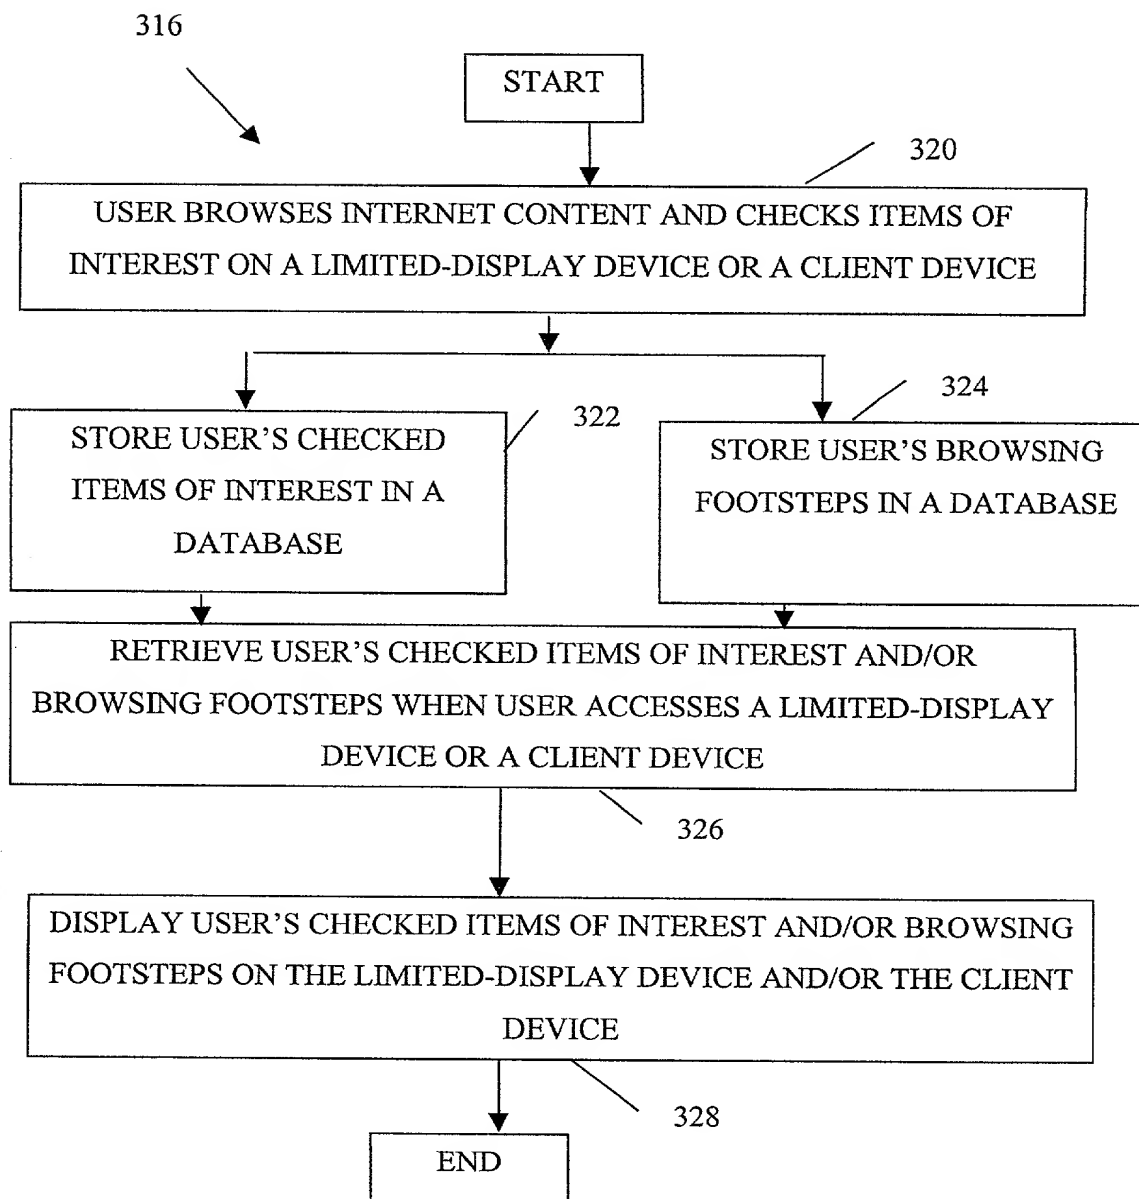 316
START
320
USER BROWSES INTERNET CONTENT AND CHECKS ITEMS OF
INTEREST ON A LIMITED-DISPLAY DEVICE OR A CLIENT DEVICE
322
324
STORE USER'S CHECKED
ITEMS OF INTEREST IN A
DATABASE
STORE USER'S BROWSING
FOOTSTEPS IN A DATABASE
RETRIEVE USER'S CHECKED ITEMS OF INTEREST AND/OR
BROWSING FOOTSTEPS WHEN USER ACCESSES A LIMITED-DISPLAY
DEVICE OR A CLIENT DEVICE
326
DISPLAY USER'S CHECKED ITEMS OF INTEREST AND/OR BROWSING
FOOTSTEPS ON THE LIMITED-DISPLAY DEVICE AND/OR THE CLIENT
DEVICE
328
END